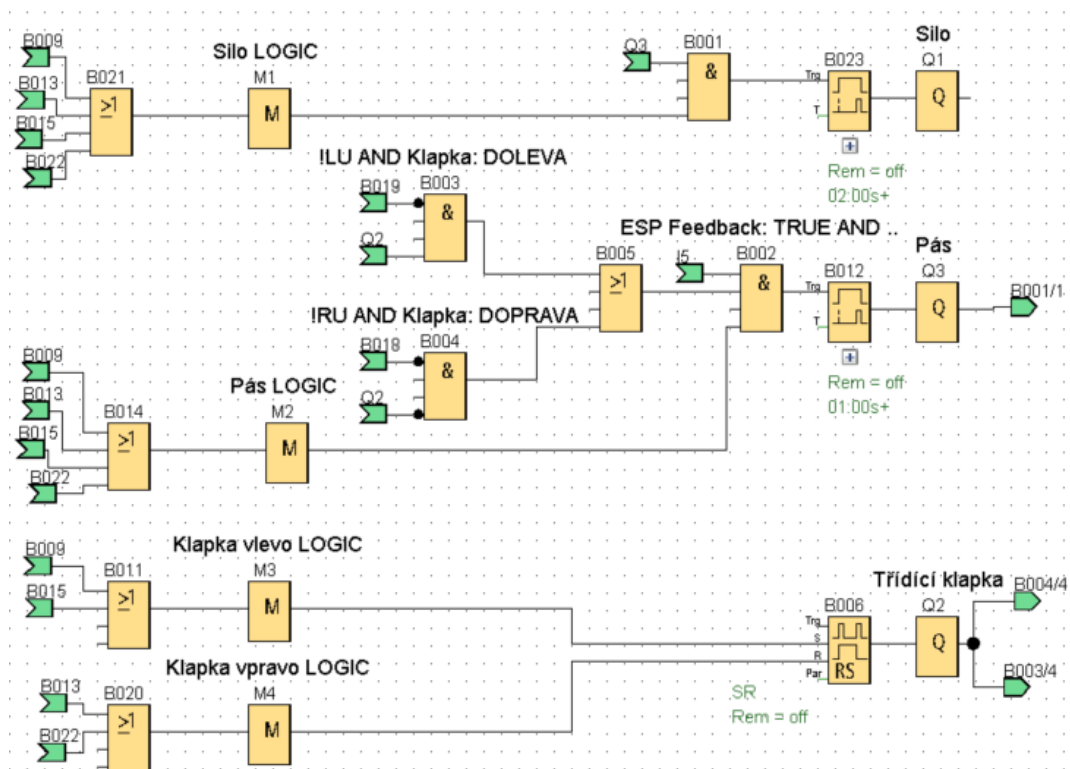 Silo
B009
Q3
B001
Silo LOGIC
B023
Q1
B021
M1
&
Trg
B013
>1
M
Q
B015
T
B022
!LU AND Klapka: DOLEVA
Rem = off
02:00s+
B019
B003
&
ESP Feedback: TRUE AND ..
Q2
B005
I5
B002
B012
Pás
Q3
>1
&
Trg
B001/1
Q
!RU AND Klapka: DOPRAVA
T
B018
B004
B009
&
Rem = off
01:00s+
Pás LOGIC
B013
B014
M2
Q2
B015
>1
M
B022
Klapka vlevo LOGIC
B009
B011
M3
Třídící klapka
B004/4
B015
>1
M
B006
Q2
Trg
S
R
Q
Par
RS
Klapka vpravo LOGIC
B013
B020
M4
SR
B003/4
>1
M
Rem = off
B022